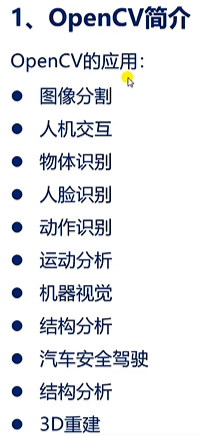 1、OpenCV简介
OpenCV的应用：
● 图像分割
● 人机交互
● 物体识别
● 人脸识别
● 动作识别
● 运动分析
● 机器视觉
● 结构分析
● 汽车安全驾驶
● 结构分析
● 3D重建